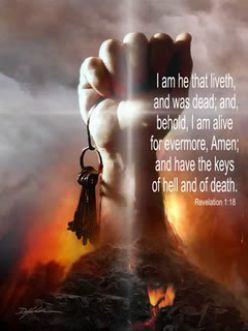 I am he that liveth,
and was dead; and,
behold, I am alive
for evermore, Amen;
and have the keys
of hell and of death.
Revelation 1:18